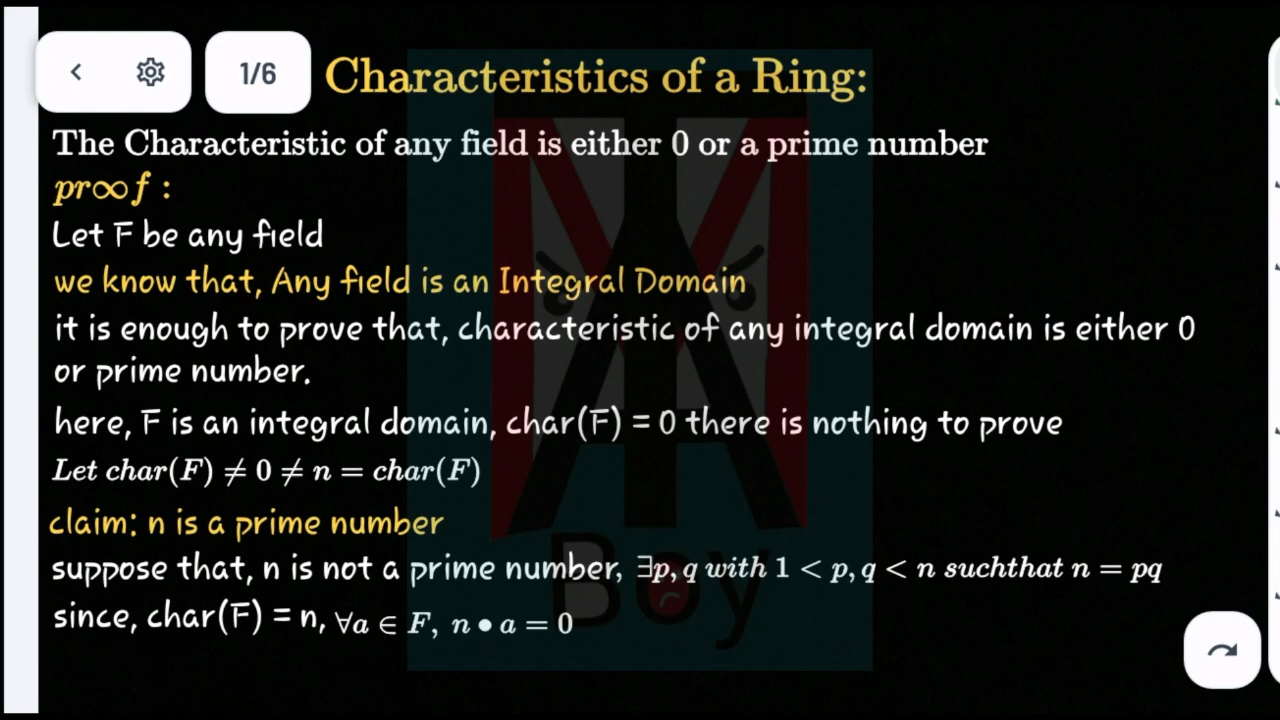 1/6
Characteristics of a Ring:
The Characteristic of any field is either 0 or a prime number
pr∞f :
Let F be any field
we know that, Any field is an Integral Domain
it is enough to prove that, characteristic of any integral domain is either 0
or prime number.
here, F is an integral domain, char(F) = 0 there is nothing to prove
Let char(F) ≠ 0 ≠ n = char(F)
claim: n is a prime number
suppose that, n is not a prime number, ∃p, q with 1 < p, q < n suchthat n = pq
since, char(F) = n, ∀a ∈ F, n • a = 0
Boy